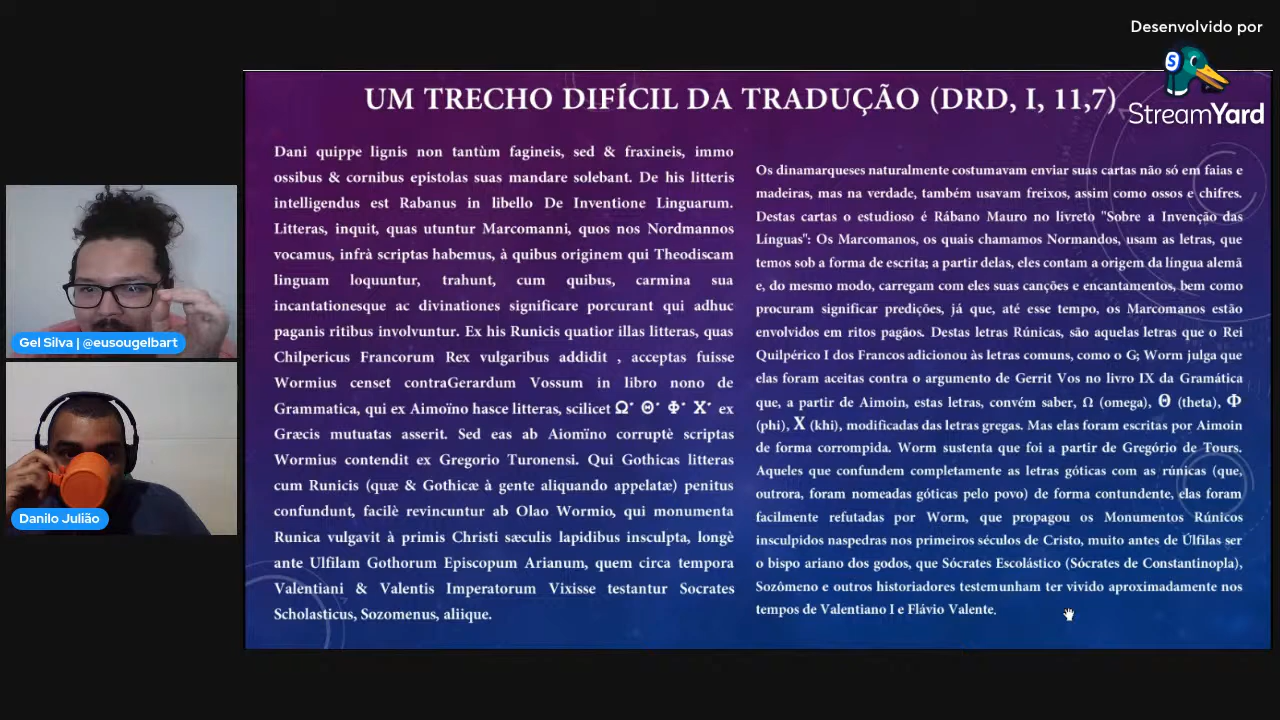 Desenvolvido por
StreamYard
UM TRECHO DIFÍCIL DA TRADUÇÃO (DRD, I, 11,7)
Dani quippe lignis non tantùm fagineis, sed & fraxineis, immo
ossibus & cornibus epistolas suas mandare solebant. De his litteris
intelligendus est Rabanus in libello De Inventione Linguarum.
Litteras, inquit, quas utuntur Marcomanni, quos nos Nordmannos
vocamus, infrà scriptas habemus, à quibus originem qui Theodiscam
linguam loquuntur, trahunt, cum quibus, carmina sua
incantationesque ac divinationes significare porcurant qui adhuc
paganis ritibus involvuntur. Ex his Runicis quatior illas litteras, quas
Chilpericus Francorum Rex vulgaribus addidit , acceptas fuisse
Wormius censet contraGerardum Vossum in libro nono de
Grammatica, qui ex Aimoïno hasce litteras, scilicet Ω· Θ· Φ· Χ· ex
Græcis mutuatas asserit. Sed eas ab Aiomïno corruptè scriptas
Wormius contendit ex Gregorio Turonensi. Qui Gothicas litteras
cum Runicis (quæ & Gothicæ à gente aliquando appelatæ) penitus
confundunt, facilè revincuntur ab Olao Wormio, qui monumenta
Runica vulgavit à primis Christi sæculis lapidibus insculpta, longè
ante Ulfilam Gothorum Episcopum Arianum, quem circa tempora
Valentiani & Valentis Imperatorum Vixisse testantur Socrates
Scholasticus, Sozomenus, aliique.
Os dinamarqueses naturalmente costumavam enviar suas cartas não só em faias e
madeiras, mas na verdade, também usavam freixos, assim como ossos e chifres.
Destas cartas o estudioso é Rábano Mauro no livreto "Sobre a Invenção das
Línguas": Os Marcomanos, os quais chamamos Normandos, usam as letras, que
temos sob a forma de escrita; a partir delas, eles contam a origem da língua alemã
e, do mesmo modo, carregam com eles suas canções e encantamentos, bem como
procuram significar predições, já que, até esse tempo, os Marcomanos estão
envolvidos em ritos pagãos. Destas letras Rúnicas, são aquelas letras que o Rei
Quilpérico I dos Francos adicionou às letras comuns, como o G; Worm julga que
elas foram aceitas contra o argumento de Gerrit Vos no livro IX da Gramática
que, a partir de Aimoin, estas letras, convém saber, Ω (omega), Θ (theta), Φ
(phi), Χ (khi), modificadas das letras gregas. Mas elas foram escritas por Aimoin
de forma corrompida. Worm sustenta que foi a partir de Gregório de Tours.
Aqueles que confundem completamente as letras góticas com as rúnicas (que,
outrora, foram nomeadas góticas pelo povo) de forma contundente, elas foram
facilmente refutadas por Worm, que propagou os Monumentos Rúnicos
insculpidos naspedras nos primeiros séculos de Cristo, muito antes de Úlfilas ser
o bispo ariano dos godos, que Sócrates Escolástico (Sócrates de Constantinopla),
Sozômeno e outros historiadores testemunham ter vivido aproximadamente nos
tempos de Valentiano I e Flávio Valente.
Gel Silva | @eusougelbart
Danilo Julião